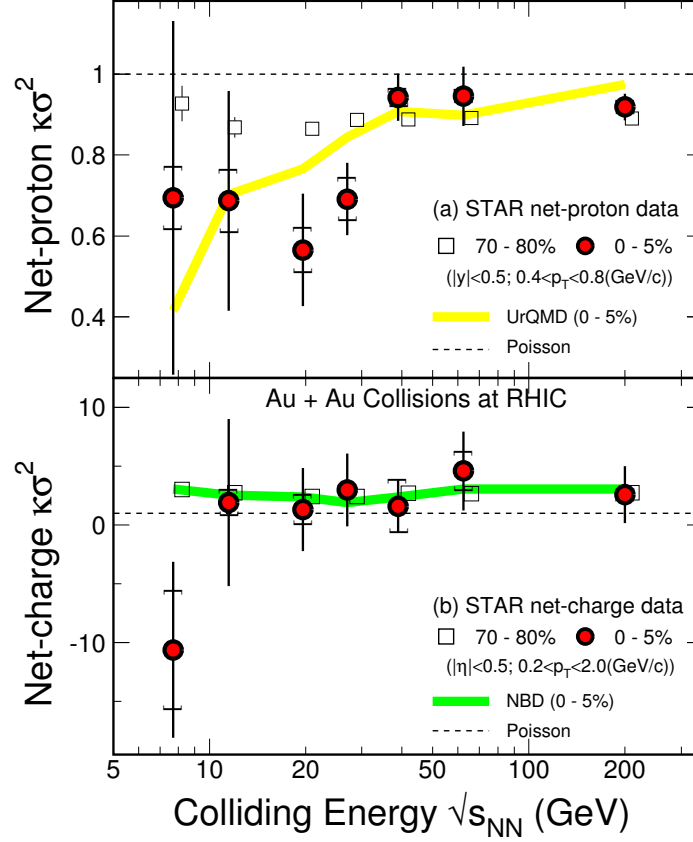 Net-proton κσ²
1
0.8
0.6
0.4
(a) STAR net-proton data
70 - 80% 0 - 5%
(|y|<0.5; 0.4<p_T<0.8(GeV/c))
UrQMD (0 - 5%)
Poisson
Net-charge κσ²
10
0
-10
Au + Au Collisions at RHIC
(b) STAR net-charge data
70 - 80% 0 - 5%
(|η|<0.5; 0.2<p_T<2.0(GeV/c))
NBD (0 - 5%)
Poisson
5 10 20 50 100 200
Colliding Energy √s_NN (GeV)